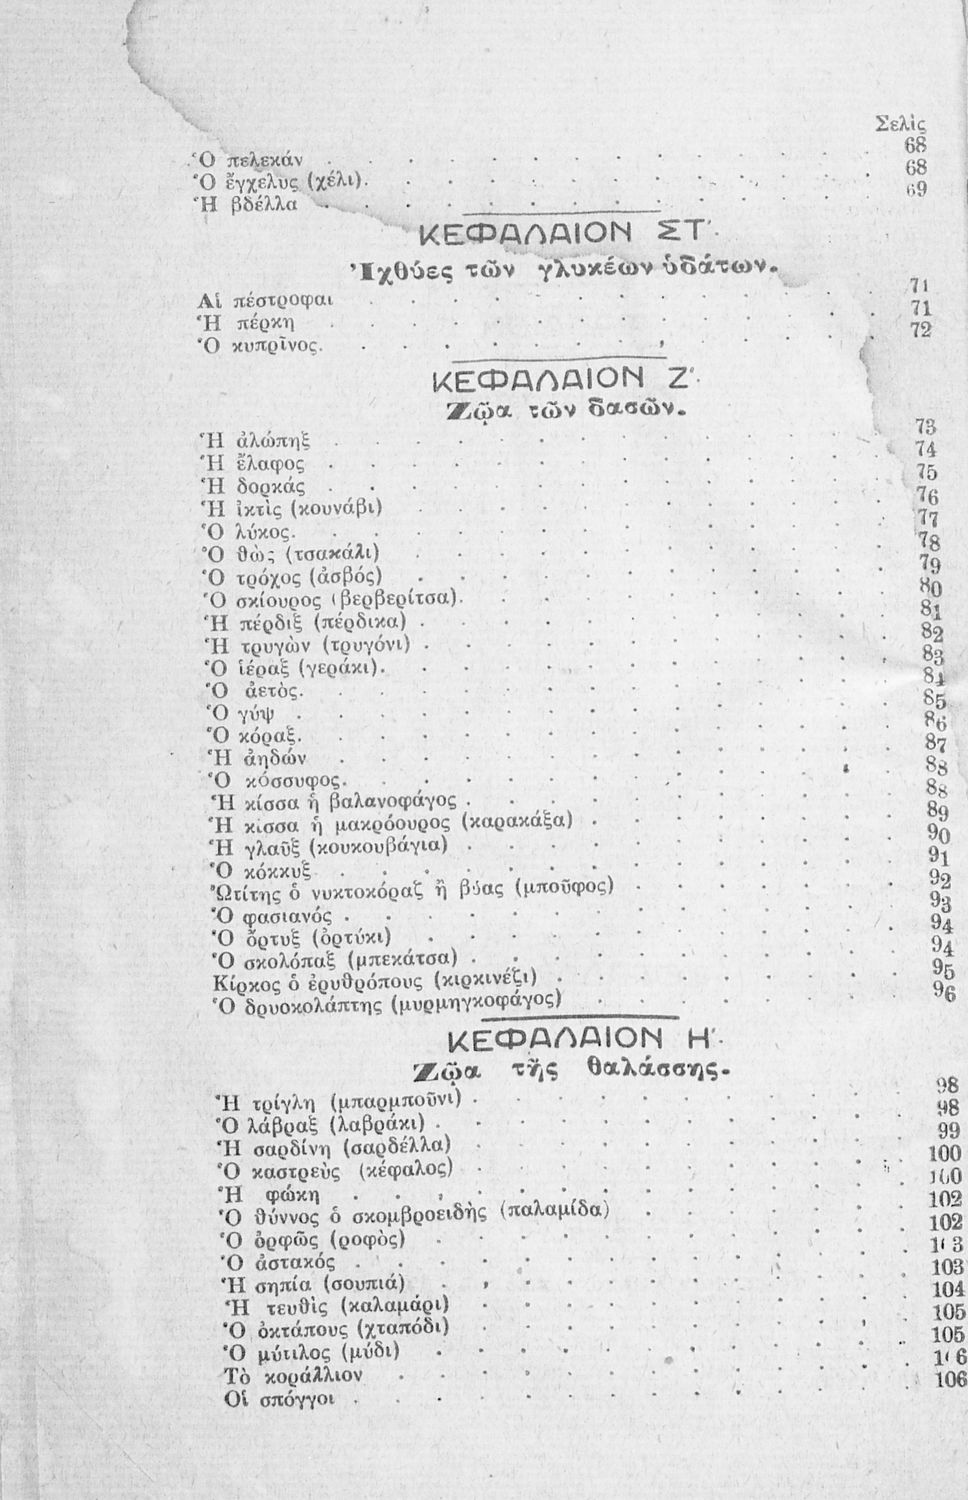 Σελὶς
Ὁ πελεκάν . . . . . . . . . . . . . . 68
Ὁ ἔγχελυς (χέλι). . . . . . . . . . . . . 68
Ἡ βδέλλα . . . . . . . . . . . . . . 69
ΚΕΦΑΛΑΙΟΝ ΣΤ΄.
Ἰχθύες τῶν γλυκέων ὑδάτων.
Αἱ πέστροφαι . . . . . . . . . . . . . 71
Ἡ πέρκη . . . . . . . . . . . . . . 71
Ὁ κυπρῖνος. . . . . . . . . . . . . . 72
ΚΕΦΑΛΑΙΟΝ Ζ΄.
Ζῷα τῶν δασῶν.
Ἡ ἀλώπηξ . . . . . . . . . . . . . . 73
Ἡ ἔλαφος . . . . . . . . . . . . . . 74
Ἡ δορκάς . . . . . . . . . . . . . . 75
Ἡ ἰκτὶς (κουνάβι) . . . . . . . . . . . . 76
Ὁ λύκος. . . . . . . . . . . . . . . 77
Ὁ θὼς (τσακάλι) . . . . . . . . . . . . 78
Ὁ τρόχος (ἀσβός) . . . . . . . . . . . . 79
Ὁ σκίουρος (βερβερίτσα). . . . . . . . . . . 80
Ἡ πέρδιξ (πέρδικα) . . . . . . . . . . . . 81
Ἡ τρυγὼν (τρυγόνι) . . . . . . . . . . . . 82
Ὁ ἱέραξ (γεράκι). . . . . . . . . . . . . 83
Ὁ ἀετὸς. . . . . . . . . . . . . . . 84
Ὁ γύψ . . . . . . . . . . . . . . . 85
Ὁ κόραξ. . . . . . . . . . . . . . . 86
Ἡ ἀηδών . . . . . . . . . . . . . . 87
Ὁ κόσσυφος. . . . . . . . . . . . . . 88
Ἡ κίσσα ἡ βαλανοφάγος . . . . . . . . . . . 88
Ἡ κισσα ἡ μακρόουρος (καρακάξα) . . . . . . . . 89
Ἡ γλαῦξ (κουκουβάγια) . . . . . . . . . . . 90
Ὁ κόκκυξ . . . . . . . . . . . . . . 91
Ὠτίτης ὁ νυκτοκόραξ ἢ βύας (μποῦφος) . . . . . . . 92
Ὁ φασιανός . . . . . . . . . . . . . . 93
Ὁ ὄρτυξ (ὀρτύκι) . . . . . . . . . . . . 94
Ὁ σκολόπαξ (μπεκάτσα) . . . . . . . . . . . 94
Κίρκος ὁ ἐρυθρόπους (κιρκινέζι) . . . . . . . . . 95
Ὁ δρυοκολάπτης (μυρμηγκοφάγος) . . . . . . . . 96
ΚΕΦΑΛΑΙΟΝ Η΄.
Ζῷα τῆς θαλάσσης.
Ἡ τρίγλη (μπαρμποῦνι) . . . . . . . . . . . 98
Ὁ λάβραξ (λαβράκι) . . . . . . . . . . . . 98
Ἡ σαρδίνη (σαρδέλλα) . . . . . . . . . . . 99
Ὁ καστρεὺς (κέφαλος) . . . . . . . . . . . 100
Ἡ φώκη . . . . . . . . . . . . . . 100
Ὁ θύννος ὁ σκομβροειδὴς (παλαμίδα) . . . . . . . 102
Ὁ ὀρφῶς (ροφὸς) . . . . . . . . . . . . 102
Ὁ ἀστακός . . . . . . . . . . . . . . 103
Ἡ σηπία (σουπιά) . . . . . . . . . . . . 103
Ἡ τευθὶς (καλαμάρι) . . . . . . . . . . . 104
Ὁ ὀκτάπους (χταπόδι) . . . . . . . . . . . 105
Ὁ μύτιλος (μύδι) . . . . . . . . . . . . 105
Τὸ κοράλλιον . . . . . . . . . . . . . 106
Οἱ σπόγγοι . . . . . . . . . . . . . . 106